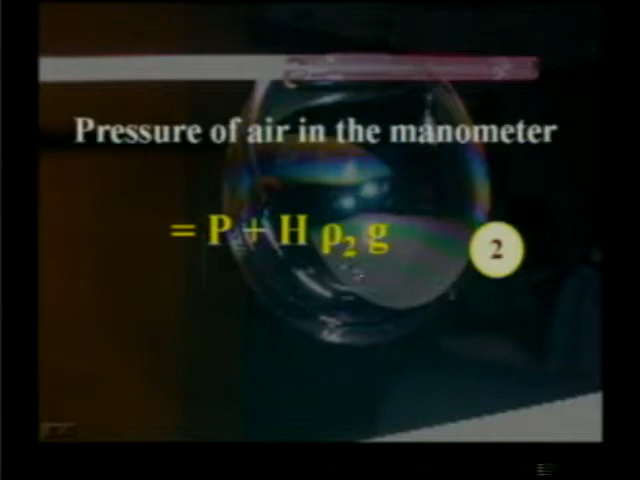 Pressure of air in the manometer
= P + H ρ₂ g
2